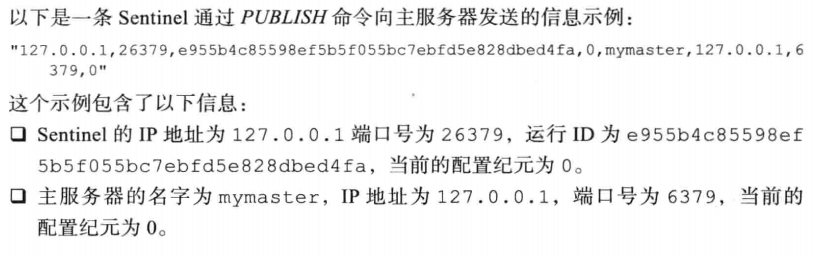 以下是一条 Sentinel 通过 PUBLISH 命令向主服务器发送的信息示例：
"127.0.0.1,26379,e955b4c85598ef5b5f055bc7ebfd5e828dbed4fa,0,mymaster,127.0.0.1,6
379,0"
这个示例包含了以下信息：
❑ Sentinel 的 IP 地址为 127.0.0.1 端口号为 26379，运行 ID 为 e955b4c85598ef
5b5f055bc7ebfd5e828dbed4fa，当前的配置纪元为 0。
❑ 主服务器的名字为 mymaster，IP 地址为 127.0.0.1，端口号为 6379，当前的
配置纪元为 0。